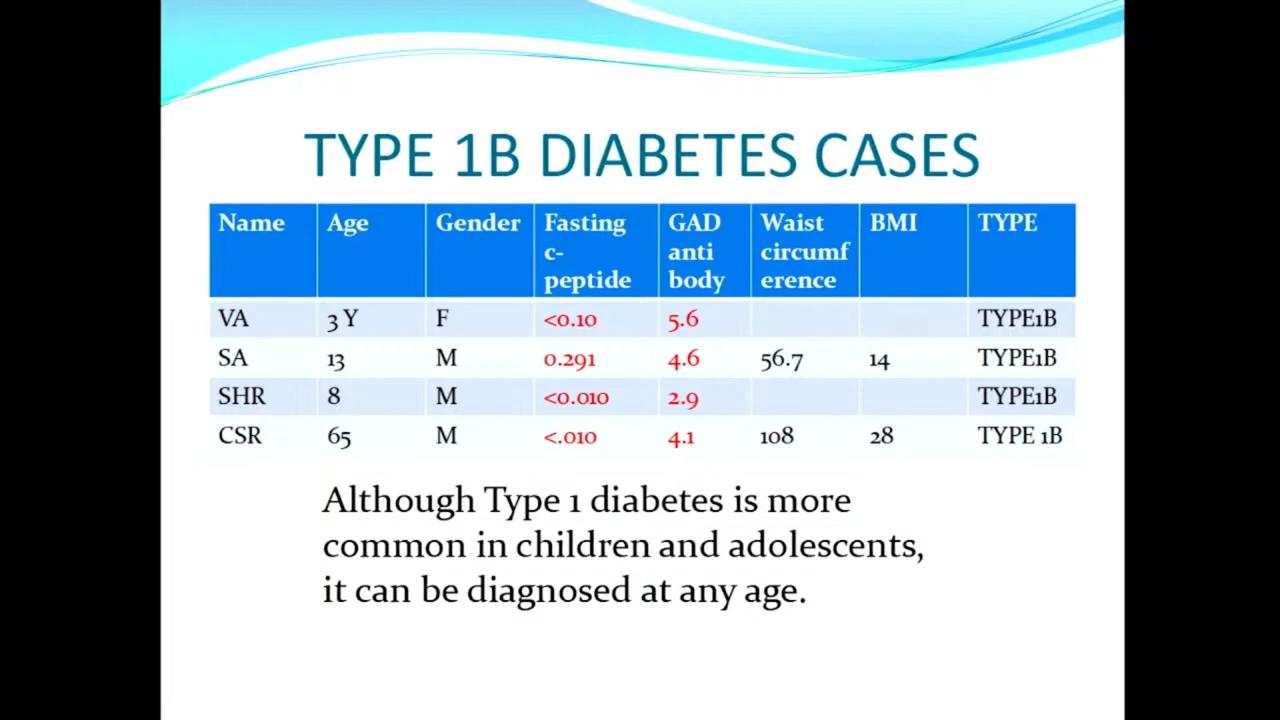 TYPE 1B DIABETES CASES
Name Age Gender Fasting c-peptide GAD anti body Waist circumference BMI TYPE
VA 3 Y F <0.10 5.6 TYPE1B
SA 13 M 0.291 4.6 56.7 14 TYPE1B
SHR 8 M <0.010 2.9 TYPE1B
CSR 65 M <.010 4.1 108 28 TYPE 1B
Although Type 1 diabetes is more
common in children and adolescents,
it can be diagnosed at any age.